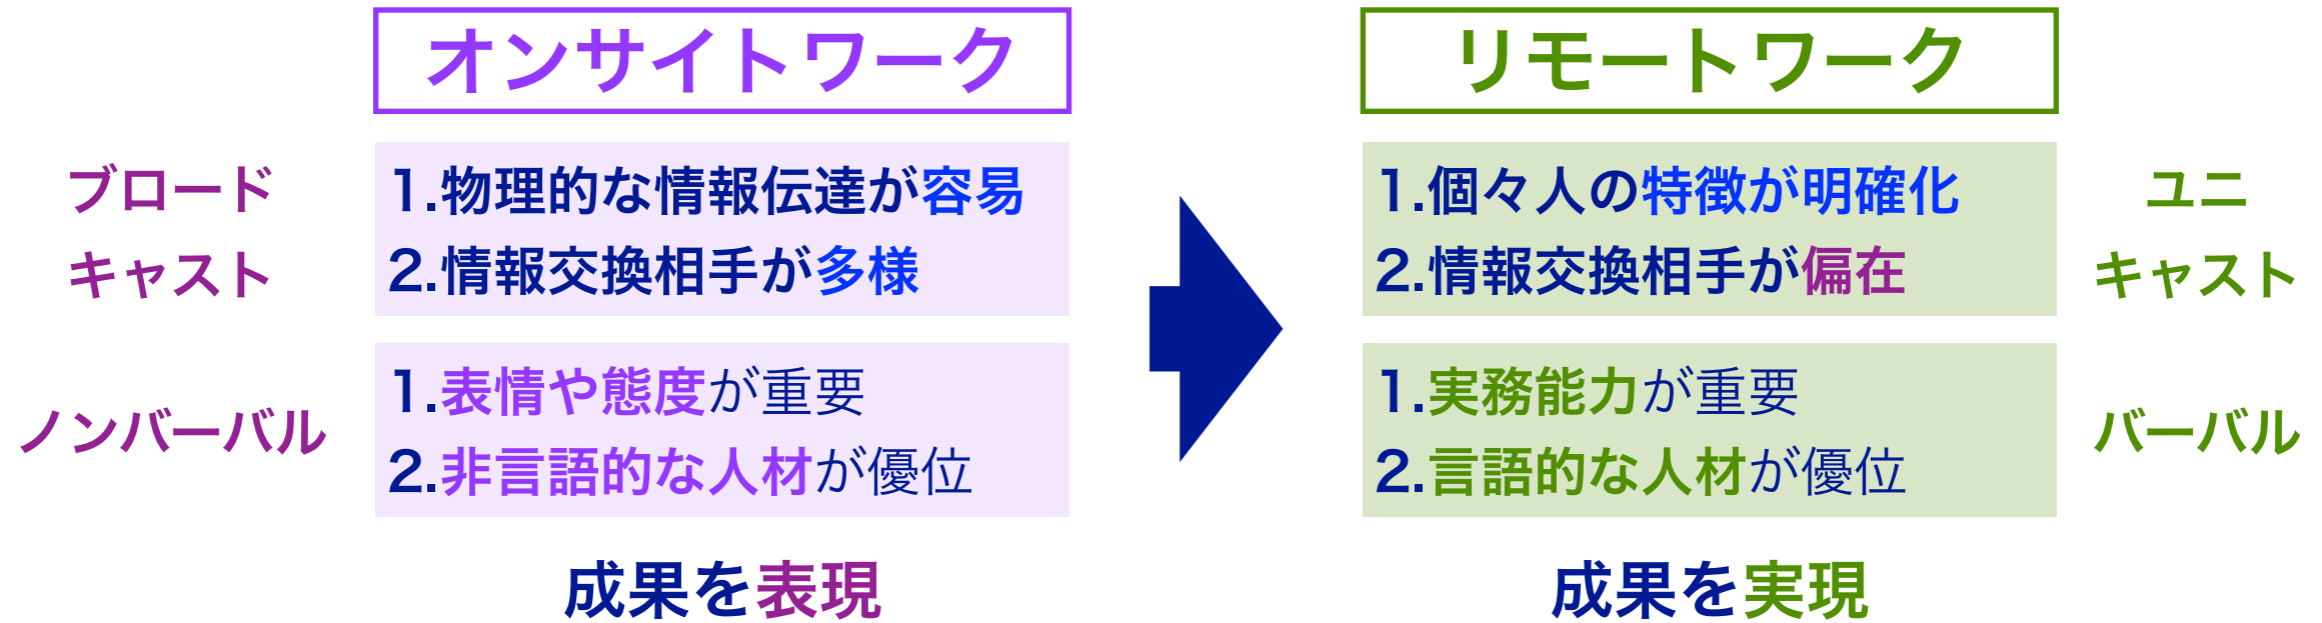 オンサイトワーク
ブロード
キャスト
1.物理的な情報伝達が容易
2.情報交換相手が多様
ノンバーバル
1.表情や態度が重要
2.非言語的な人材が優位
成果を表現
リモートワーク
1.個々人の特徴が明確化
2.情報交換相手が偏在
ユニ
キャスト
1.実務能力が重要
2.言語的な人材が優位
バーバル
成果を実現